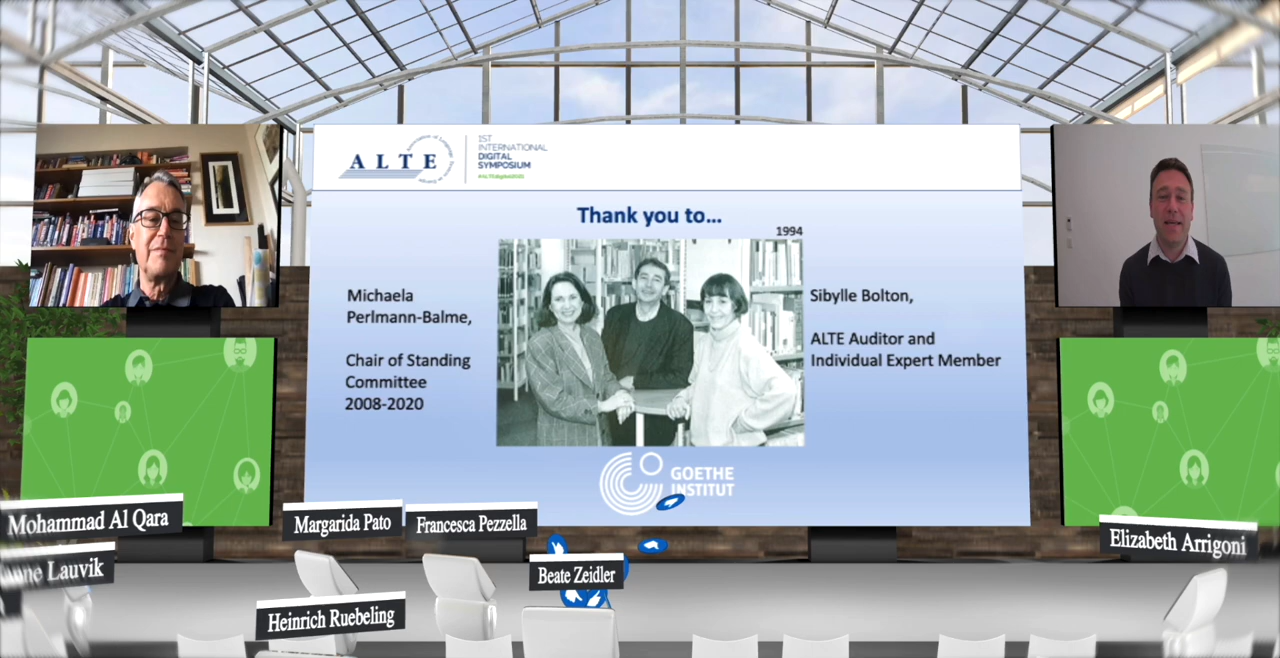 ALTE
1ST
INTERNATIONAL
DIGITAL
SYMPOSIUM
Thank you to…
1994
Michaela
Perlmann-Balme,
Chair of Standing
Committee
2008-2020
Sibylle Bolton,
ALTE Auditor and
Individual Expert Member
GOETHE
INSTITUT
Mohammad Al Qara
Margarida Pato
Francesca Pezzella
Elizabeth Arrigoni
Lauvik
Beate Zeidler
Heinrich Ruebeling